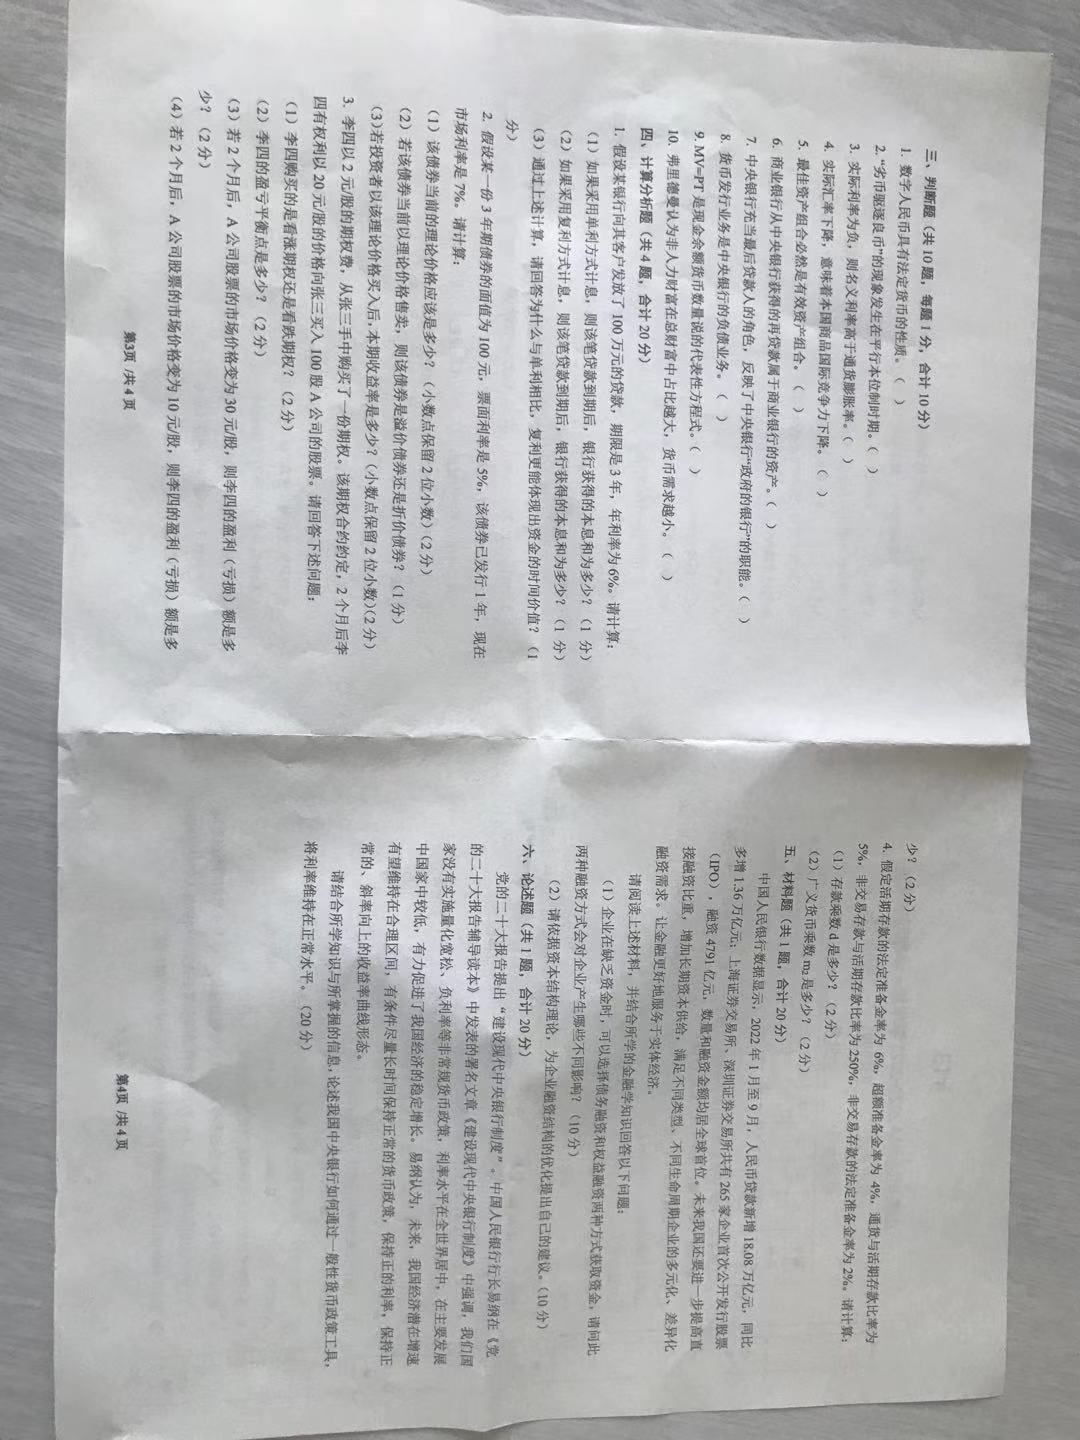 三、判断题（共 10 题，每题 1 分，合计 10 分）
1. 数字人民币具有法定货币的性质。（ ）
2. “劣币驱逐良币”的现象发生在平行本位制时期。（ ）
3. 实际利率为负，则名义利率高于通货膨胀率。（ ）
4. 实际汇率下降，意味着本国商品国际竞争力下降。（ ）
5. 最佳资产组合必然是有效资产组合。（ ）
6. 商业银行从中央银行获得的再贷款属于商业银行的资产。（ ）
7. 中央银行充当最后贷款人的角色，反映了中央银行“政府的银行”的职能。（ ）
8. 货币发行业务是中央银行的负债业务。（ ）
9. MV=PT 是现金余额货币数量说的代表性方程式。（ ）
10. 弗里德曼认为非人力财富在总财富中占比越大，货币需求越小。（ ）
四、计算分析题（共 4 题，合计 20 分）
1. 假设某银行向其客户发放了 100 万元的贷款，期限是 3 年，年利率为 6%。请计算：
（1）如果采用单利方式计息，则该笔贷款到期后，银行获得的本息和为多少？（1 分）
（2）如果采用复利方式计息，则该笔贷款到期后，银行获得的本息和为多少？（1 分）
（3）通过上述计算，请回答为什么与单利相比，复利更能体现出资金的时间价值？（1
分）
2. 假设某一份 3 年期债券的面值为 100 元，票面利率是 5%，该债券已发行 1 年，现在
市场利率是 7%。请计算：
（1）该债券当前的理论价格应该是多少？（小数点保留 2 位小数）（2 分）
（2）若该债券当前以理论价格售卖，则该债券是溢价债券还是折价债券？（1 分）
（3）若投资者以该理论价格买入后，本期收益率是多少？（小数点保留 2 位小数）（2 分）
3. 李四以 2 元/股的期权费，从张三手中购买了一份期权。该期权合约约定，2 个月后李
四有权利以 20 元/股的价格向张三买入 100 股 A 公司的股票。请回答下述问题：
（1）李四购买的是看涨期权还是看跌期权？（2 分）
（2）李四的盈亏平衡点是多少？（2 分）
（3）若 2 个月后，A 公司股票的市场价格变为 30 元/股，则李四的盈利（亏损）额是多
少？（2 分）
（4）若 2 个月后，A 公司股票的市场价格变为 10 元/股，则李四的盈利（亏损）额是多
第3页 /共 4 页
少？（2 分）
4. 假定活期存款的法定准备金率为 6%，超额准备金率为 4%，通货与活期存款比率为
5%，非交易存款与活期存款比率为 250%，非交易存款的法定准备金率为 2%。请计算：
（1）存款乘数 d 是多少？（2 分）
（2）广义货币乘数 m₂ 是多少？（2 分）
五、材料题（共 1 题，合计 20 分）
中国人民银行数据显示，2022 年 1 月至 9 月，人民币贷款新增 18.08 万亿元，同比
多增 1.36 万亿元；上海证券交易所、深圳证券交易所共有 265 家企业首次公开发行股票
（IPO），融资 4791 亿元，数量和融资金额均居全球首位。未来我国还要进一步提高直
接融资比重，增加长期资本供给，满足不同类型、不同生命周期企业的多元化、差异化
融资需求。让金融更好地服务于实体经济。
请阅读上述材料，并结合所学的金融学知识回答以下问题：
（1）企业在缺乏资金时，可以选择债务融资和权益融资两种方式获取资金，请问此
两种融资方式会对企业产生哪些不同影响？（10 分）
（2）请依据资本结构理论，为企业融资结构的优化提出自己的建议。（10 分）
六、论述题（共 1 题，合计 20 分）
党的二十大报告提出“建设现代中央银行制度”。中国人民银行行长易纲在《党
的二十大报告辅导读本》中发表的署名文章《建设现代中央银行制度》中强调，我们国
家没有实施量化宽松、负利率等非常规货币政策，利率水平在全世界居中，在主要发展
中国家中较低，有力促进了我国经济的稳定增长。易纲认为，未来，我国经济潜在增速
有望维持在合理区间，有条件尽量长时间保持正常的货币政策，保持正的利率，保持正
常的、斜率向上的收益率曲线形态。
请结合所学知识与所掌握的信息，论述我国中央银行如何通过一般性货币政策工具，
将利率维持在正常水平。（20 分）
第4页 /共 4 页